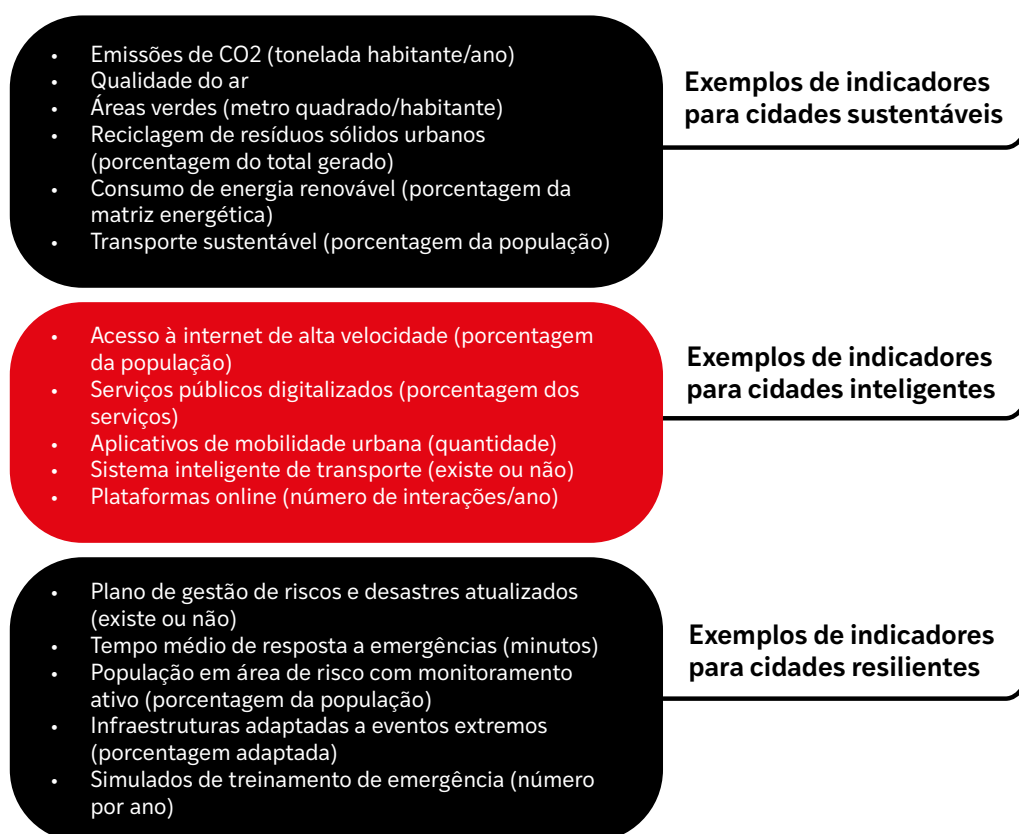 • Emissões de CO2 (tonelada habitante/ano)
• Qualidade do ar
• Áreas verdes (metro quadrado/habitante)
• Reciclagem de resíduos sólidos urbanos
(porcentagem do total gerado)
• Consumo de energia renovável (porcentagem da
matriz energética)
• Transporte sustentável (porcentagem da população)
Exemplos de indicadores
para cidades sustentáveis
• Acesso à internet de alta velocidade (porcentagem
da população)
• Serviços públicos digitalizados (porcentagem dos
serviços)
• Aplicativos de mobilidade urbana (quantidade)
• Sistema inteligente de transporte (existe ou não)
• Plataformas online (número de interações/ano)
Exemplos de indicadores
para cidades inteligentes
• Plano de gestão de riscos e desastres atualizados
(existe ou não)
• Tempo médio de resposta a emergências (minutos)
• População em área de risco com monitoramento
ativo (porcentagem da população)
• Infraestruturas adaptadas a eventos extremos
(porcentagem adaptada)
• Simulados de treinamento de emergência (número
por ano)
Exemplos de indicadores
para cidades resilientes